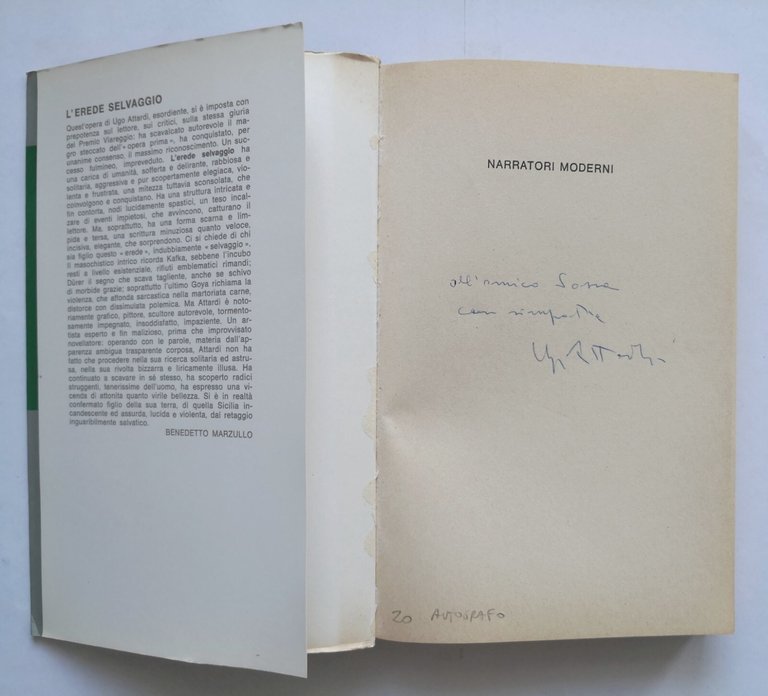 L'EREDE SELVAGGIO
Quest'opera di Ugo Attardi, esordiente, si è imposta con
prepotenza sui lettore, sui critici, sulla stessa giuria
del Premio Viareggio: ha scavalcato autorevole il ma-
gro steccato dell'« opera prima », ha conquistato, per
unanime consenso, il massimo riconoscimento. Un suc-
cesso fulmineo, impreveduto. L'erede selvaggio ha
una carica di umanità, sofferta e delirante, rabbiosa e
solitaria, aggressiva e pur scopertamente elegiaca, vio-
lenta e frustrata, una mitezza tuttavia sconsolata, che
coinvolgono e conquistano. Ha una struttura intricata e
fin contorta, nodi lucidamente spastici, un teso incal-
zare di eventi impietosi, che avvincono, catturano il
lettore. Ma, soprattutto, ha una forma scarna e lim-
pida e tersa, una scrittura minuziosa quanto veloce,
incisiva, elegante, che sorprendono. Ci si chiede di chi
sia figlio questo « erede », indubbiamente « selvaggio ».
Il masochistico intrico ricorda Kafka, sebbene l'incubo
resti a livello esistenziale, rifiuti emblematici rimandi;
Dürer il segno che scava tagliente, anche se schivo
di morbide grazie; soprattutto l'ultimo Goya richiama la
violenza, che affonda sarcastica nella martoriata carne,
distorce con dissimulata polemica. Ma Attardi è noto-
riamente grafico, pittore, scultore autorevole, tormento-
samente impegnato, insoddisfatto, impaziente. Un ar-
tista esperto e fin malizioso, prima che improvvisato
novellatore: operando con le parole, materia dall'ap-
parenza ambigua trasparente corposa, Attardi non ha
fatto che procedere nella sua ricerca solitaria ed astru-
sa, nella sua rivolta bizzarra e liricamente illusa. Ha
continuato a scavare in sé stesso, ha scoperto radici
struggenti, tenerissime dell'uomo, ha espresso una vi-
cenda di attonita quanto virile bellezza. Si è in realtà
confermato figlio della sua terra, di quella Sicilia in-
candescente ed assurda, lucida e violenta, dal retaggio
inguaribilmente selvatico.
BENEDETTO MARZULLO
NARRATORI MODERNI
all'amico
con simpatia
Ugo Attardi
20 AUTOGRAFO